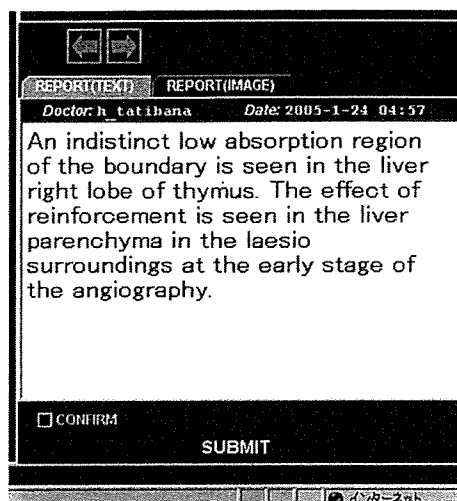 REPORT(TEXT) REPORT(IMAGE)
Doctor: h_tatibana Date: 2005-1-24 04:57
An indistinct low absorption region
of the boundary is seen in the liver
right lobe of thymus. The effect of
reinforcement is seen in the liver
parenchyma in the laesio
surroundings at the early stage of
the angiography.
CONFIRM
SUBMIT
インターネット